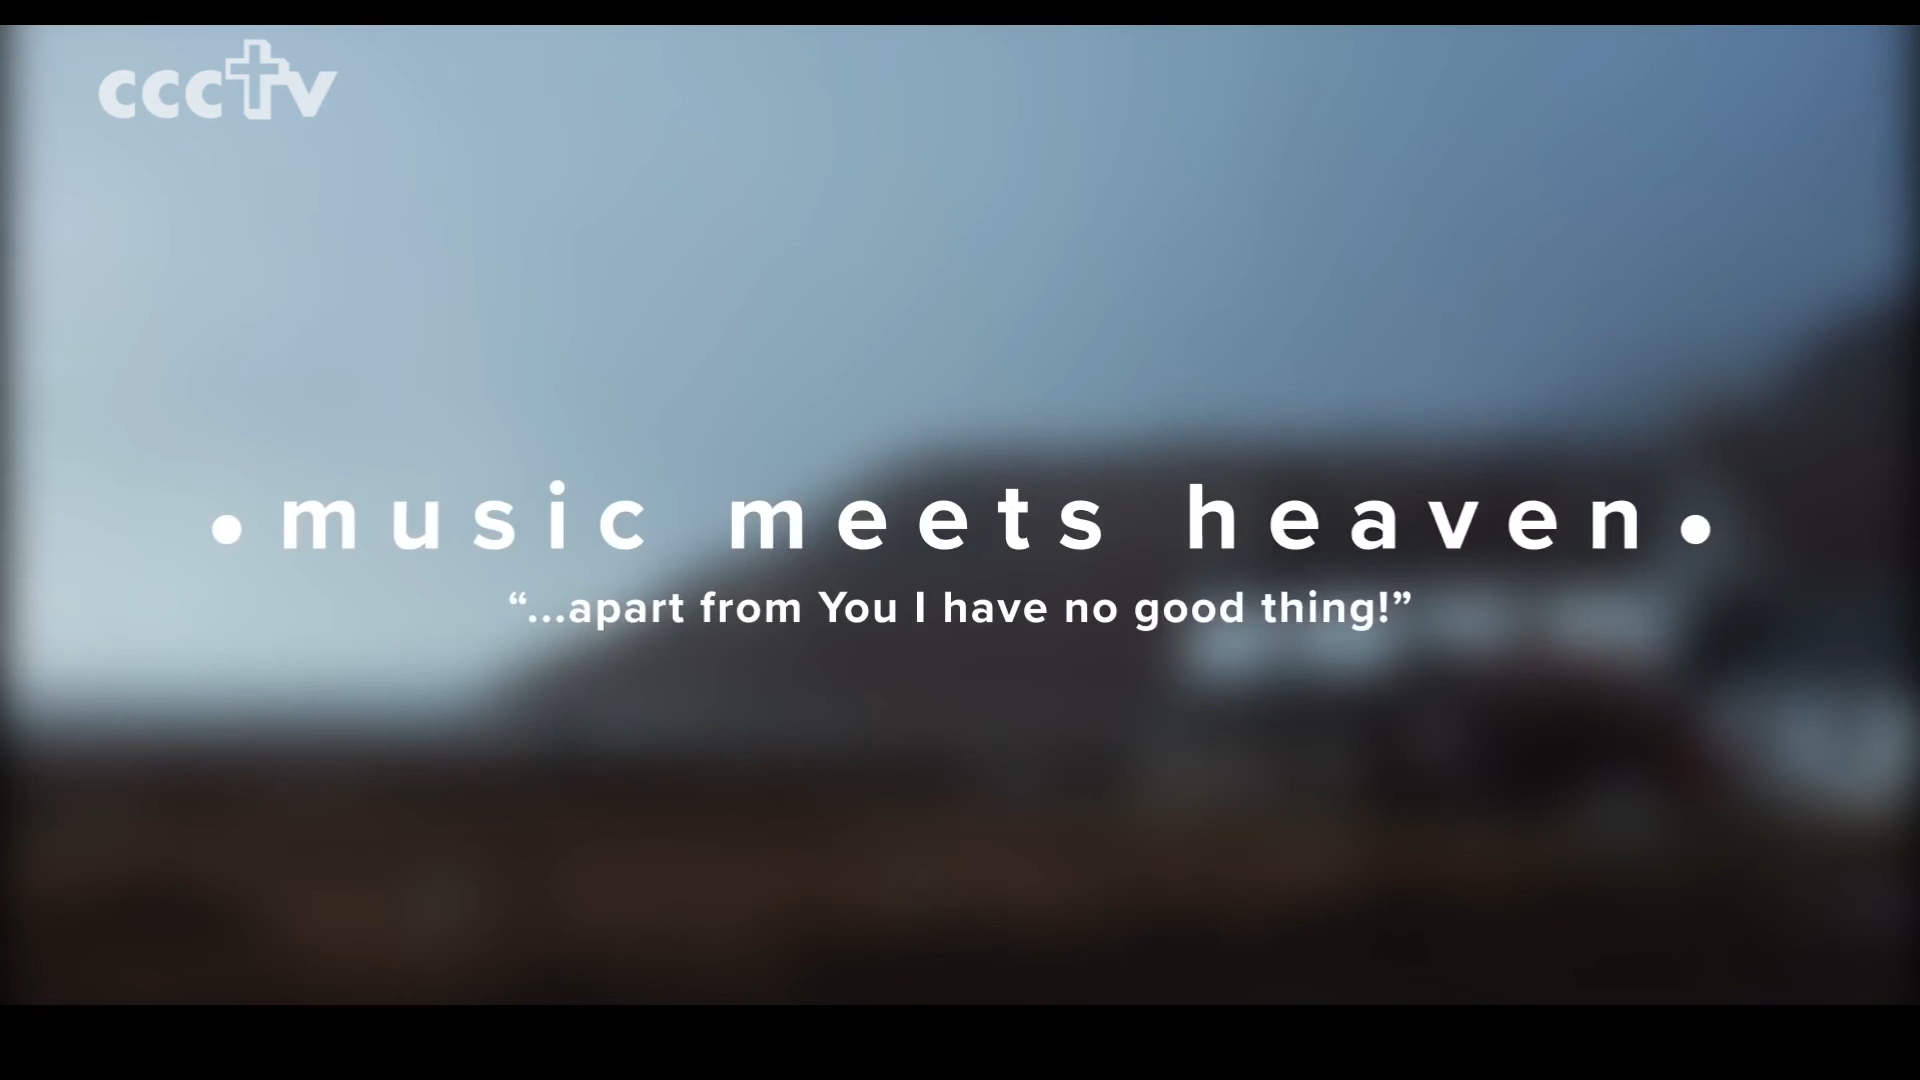 ccctv
•music meets heaven•
“...apart from You I have no good thing!”